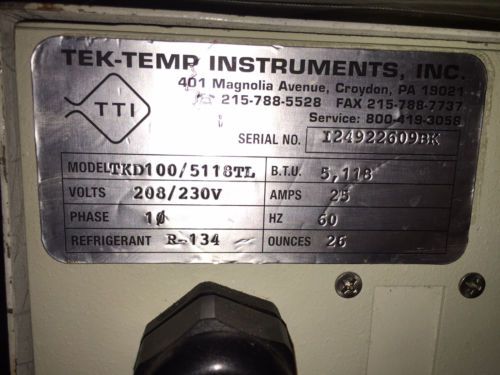 TEK-TEMP INSTRUMENTS, INC.
401 Magnolia Avenue, Croydon, PA 19021
TTI
215-788-5528 FAX 215-788-7737
Service: 800-419-3058
SERIAL NO. I24922609BK
MODEL TKD100/5118TL B.T.U. 5,118
VOLTS 208/230V AMPS 25
PHASE 1Ø HZ 60
REFRIGERANT R-134 OUNCES 26